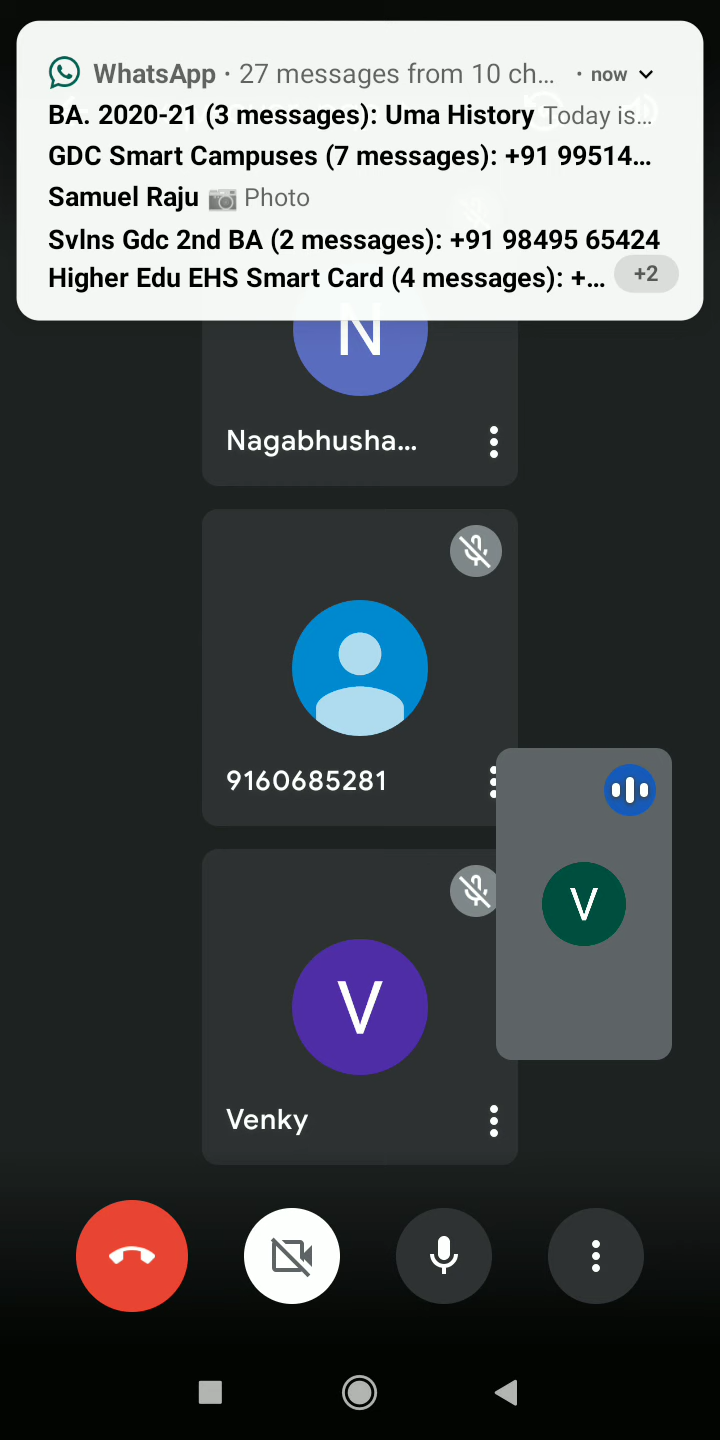 WhatsApp · 27 messages from 10 ch... · now
BA. 2020-21 (3 messages): Uma History Today is...
GDC Smart Campuses (7 messages): +91 99514...
Samuel Raju 📷 Photo
Svlns Gdc 2nd BA (2 messages): +91 98495 65424
Higher Edu EHS Smart Card (4 messages): +... +2
N
Nagabhusha...
9160685281
V
V
Venky